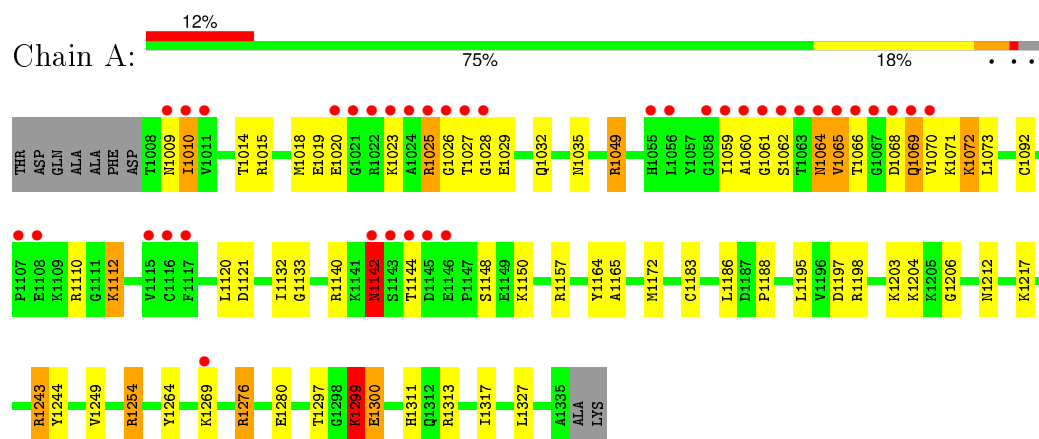 12%
Chain A:
75% 18% • • •
THR ASP GLN ALA ALA PHE ASP T1008 N1009 I1010 V1011 T1014 R1015 M1018 E1019 E1020 G1021 R1022 K1023 A1024 R1025 G1026 T1027 G1028 E1029 Q1032 N1035 R1049 H1055 L1056 Y1057 G1058 I1059 A1060 G1061 S1062 T1063 N1064 V1065 T1066 G1067 D1068 Q1069 V1070 K1071 K1072 L1073 C1092
P1107 E1108 K1109 R1110 G1111 K1112 V1115 C1116 F1117 L1120 D1121 I1132 G1133 R1140 K1141 N1142 S1143 T1144 D1145 E1146 P1147 S1148 E1149 K1150 R1157 Y1164 A1165 M1172 C1183 L1186 D1187 P1188 L1195 V1196 D1197 R1198 K1203 K1204 K1205 G1206 N1212 K1217
R1243 Y1244 V1249 R1254 Y1264 K1269 R1276 E1280 T1297 G1298 K1299 E1300 H1311 Q1312 R1313 I1317 L1327 A1335 ALA LYS